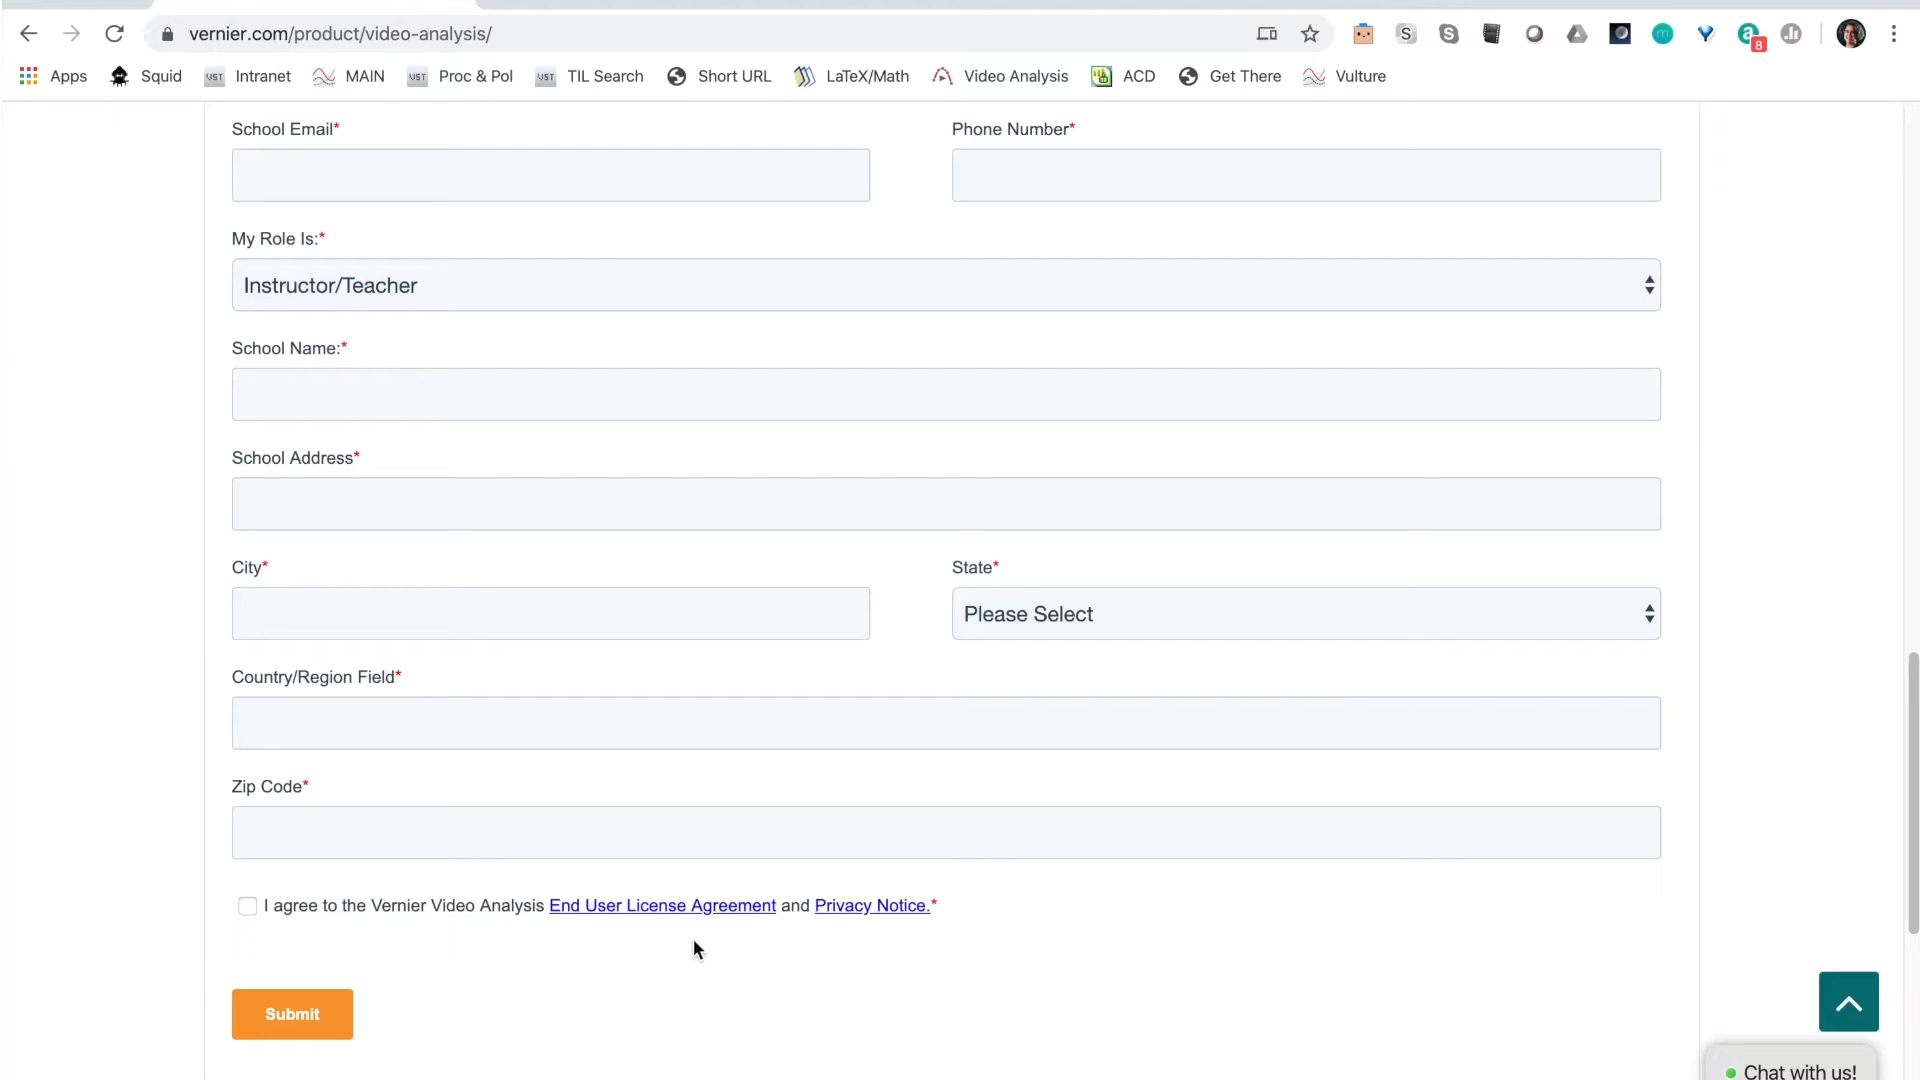 vernier.com/product/video-analysis/
8
Apps Squid Intranet MAIN Proc & Pol TIL Search Short URL LaTeX/Math Video Analysis ACD Get There Vulture
School Email* Phone Number*
My Role Is:*
Instructor/Teacher
School Name:*
School Address*
City* State*
Please Select
Country/Region Field*
Zip Code*
I agree to the Vernier Video Analysis End User License Agreement and Privacy Notice.*
Submit
Chat with us!